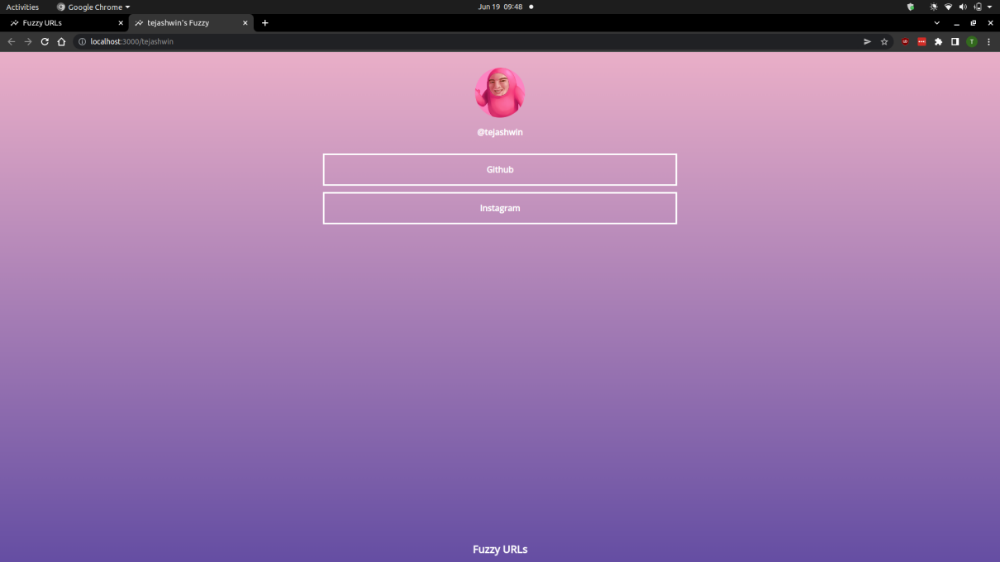 Activities Google Chrome Jun 19 09:48
Fuzzy URLs tejashwin's Fuzzy
localhost:3000/tejashwin T
@tejashwin
Github
Instagram
Fuzzy URLs